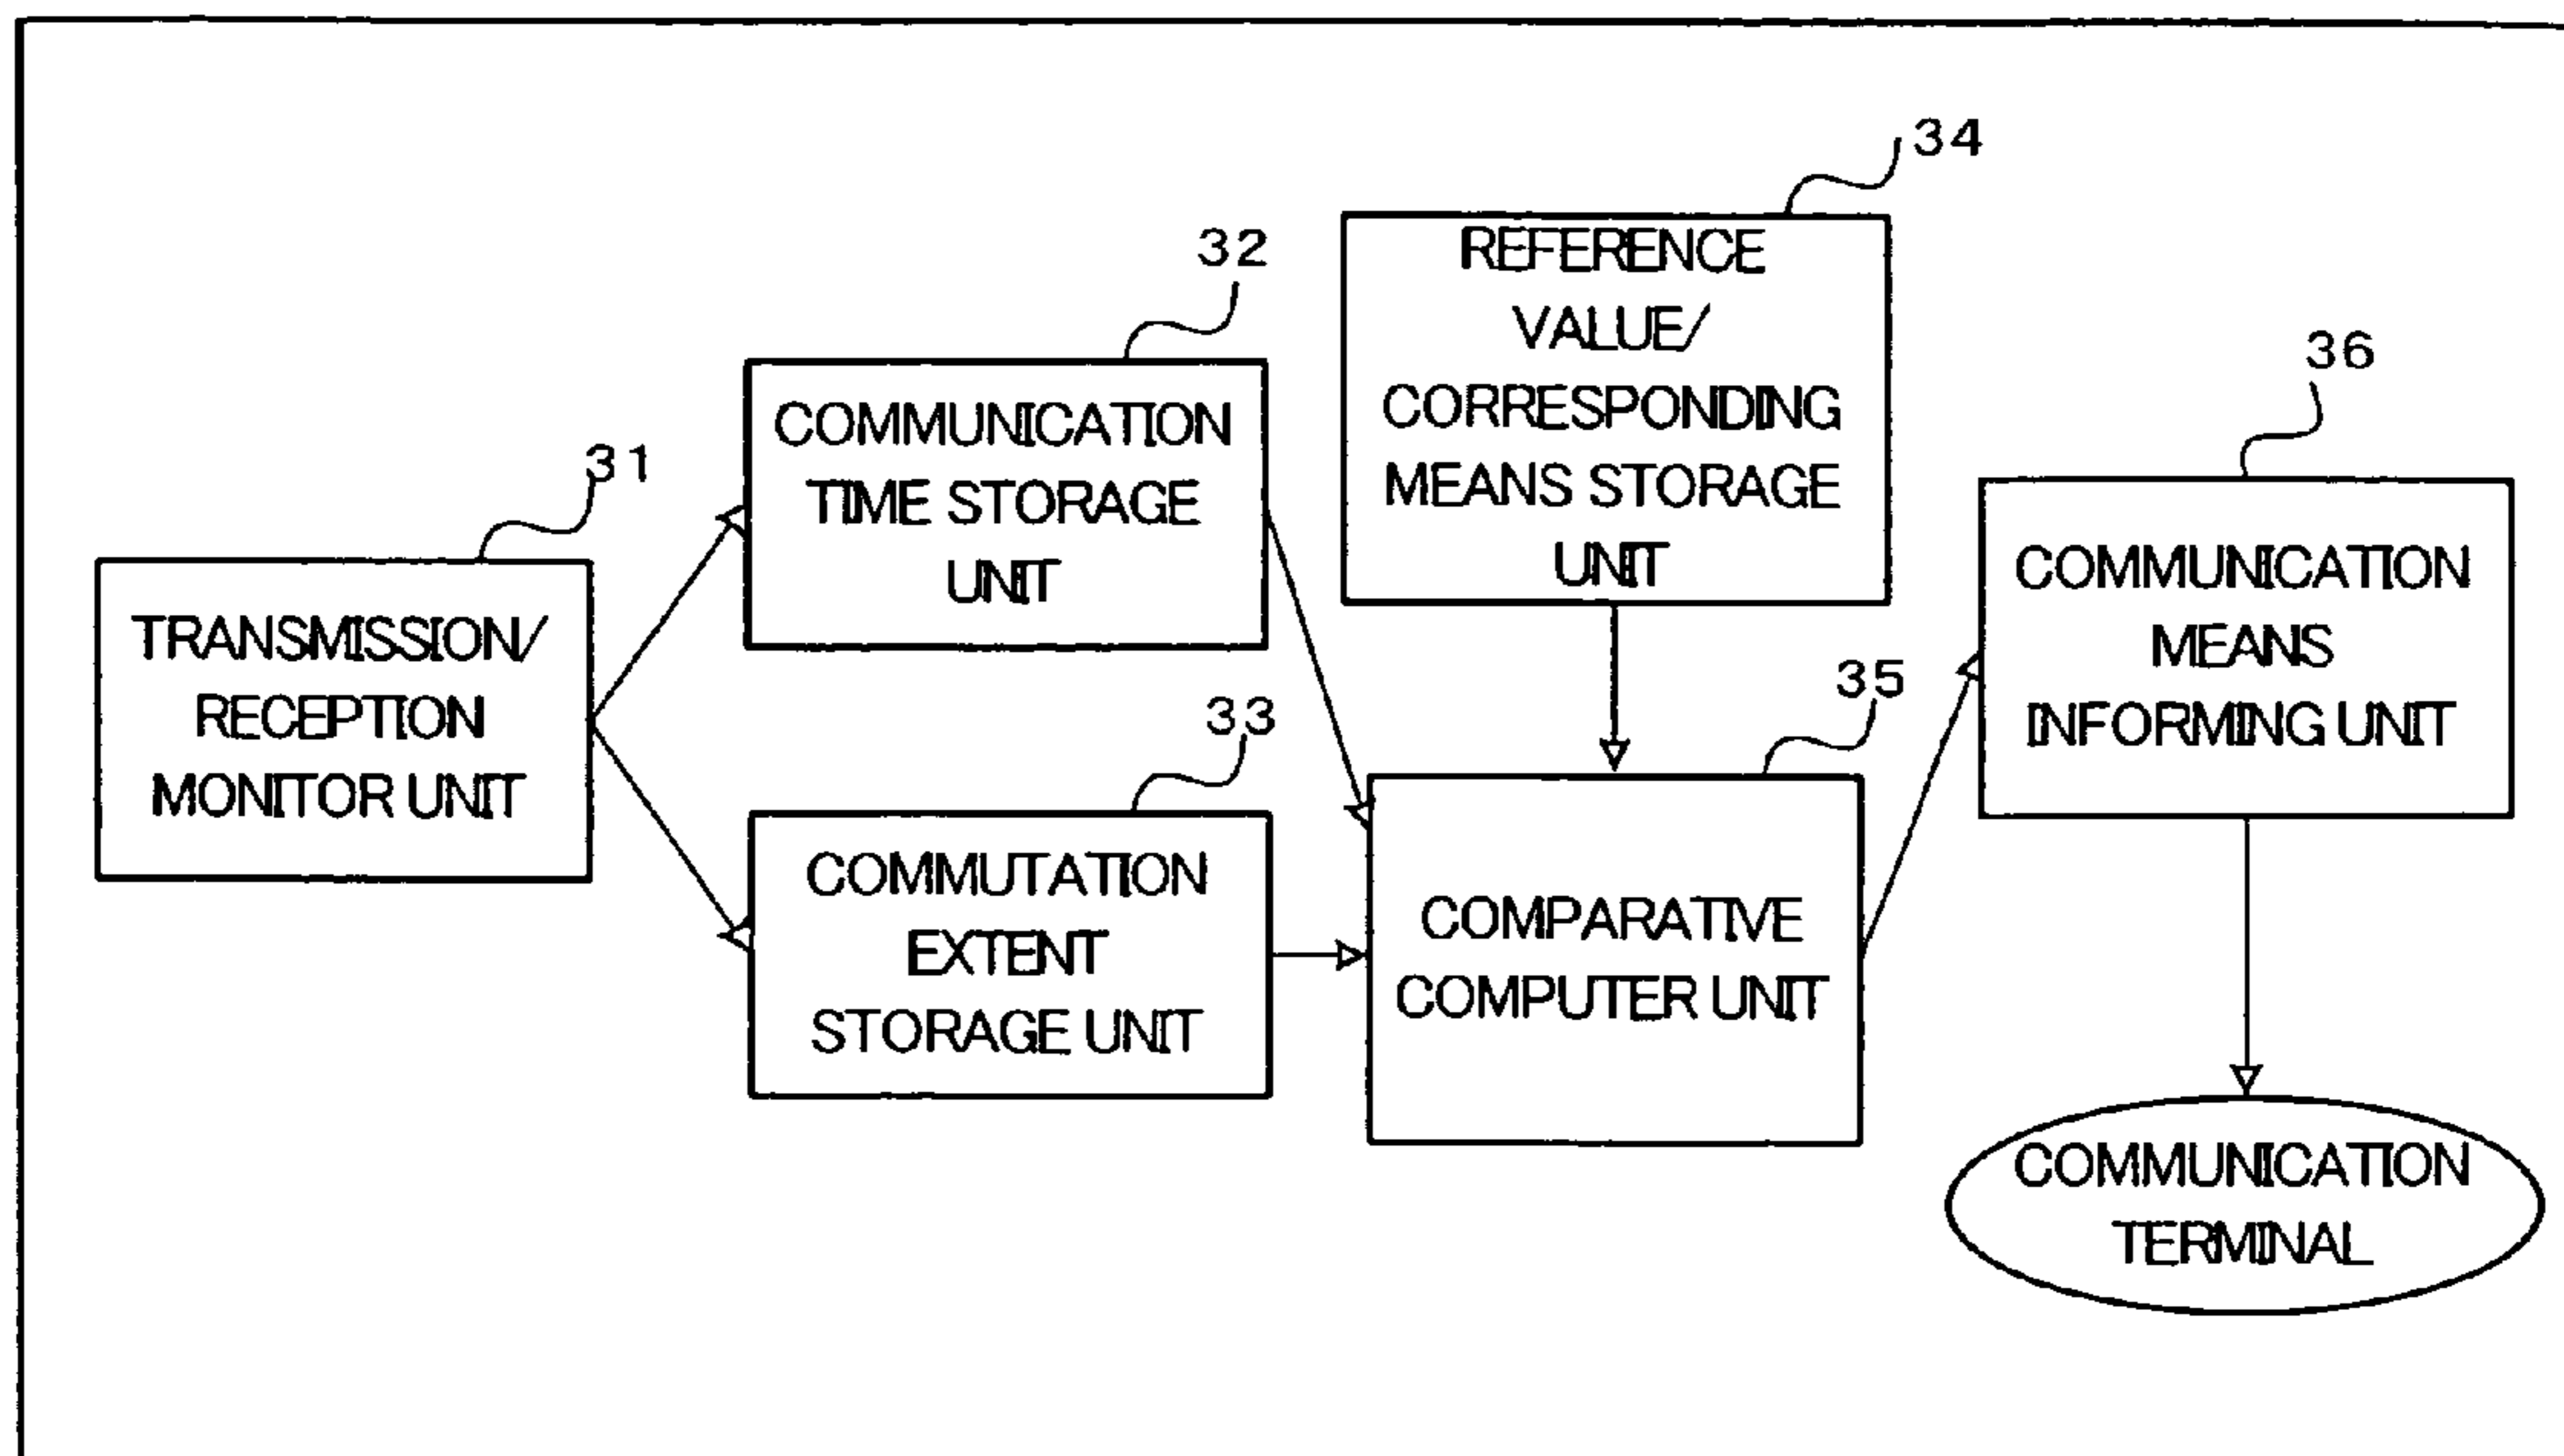 31
TRANSMISSION/
RECEPTION
MONITOR UNIT
32
COMMUNICATION
TIME STORAGE
UNIT
33
COMMUTATION
EXTENT
STORAGE UNIT
34
REFERENCE
VALUE/
CORRESPONDING
MEANS STORAGE
UNIT
35
COMPARATIVE
COMPUTER UNIT
36
COMMUNICATION
MEANS
INFORMING UNIT
COMMUNICATION
TERMINAL